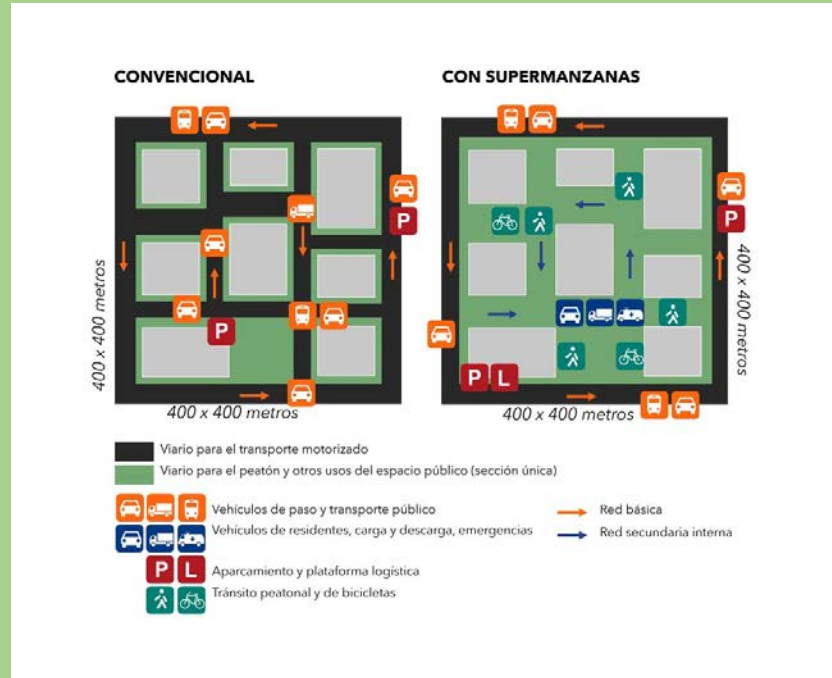 CONVENCIONAL
CON SUPERMANZANAS
P
P
400 x 400 metros
400 x 400 metros
P
P L
400 x 400 metros
400 x 400 metros
Viario para el transporte motorizado
Viario para el peatón y otros usos del espacio público (sección única)
Vehículos de paso y transporte público
Red básica
Vehículos de residentes, carga y descarga, emergencias
Red secundaria interna
P L
Aparcamiento y plataforma logística
Tránsito peatonal y de bicicletas